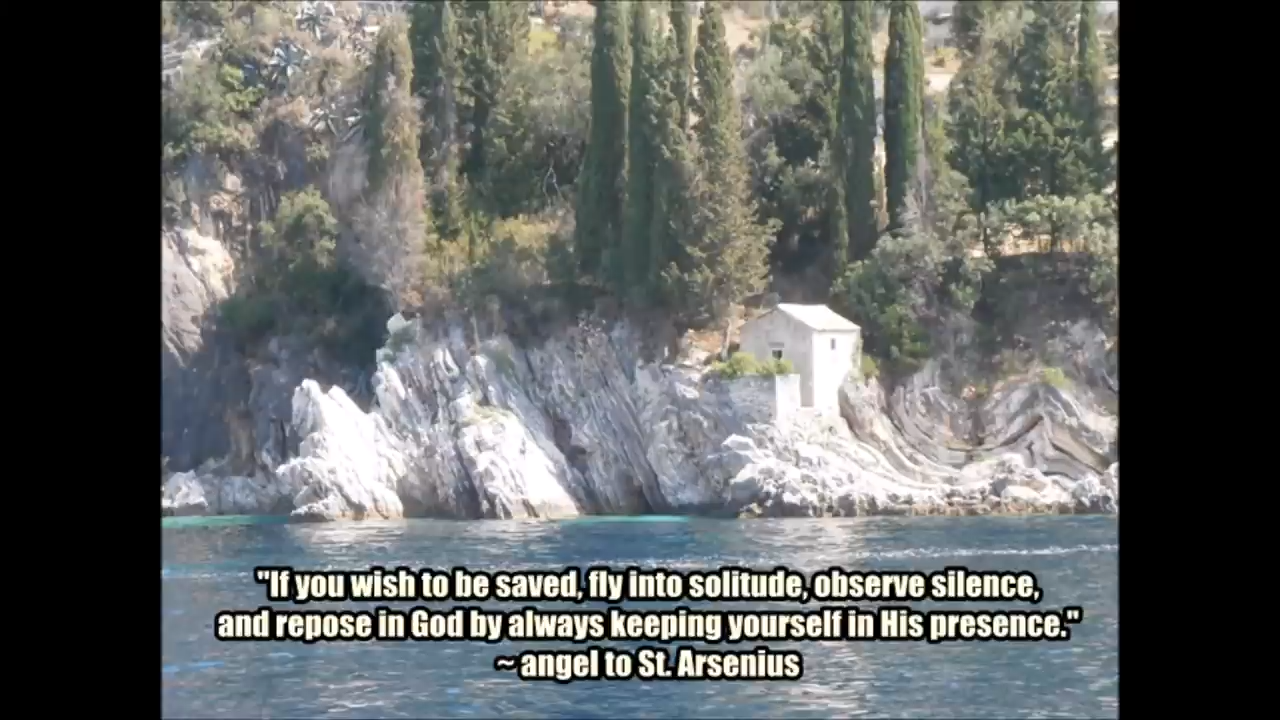 "If you wish to be saved, fly into solitude, observe silence,
and repose in God by always keeping yourself in His presence."
~ angel to St. Arsenius